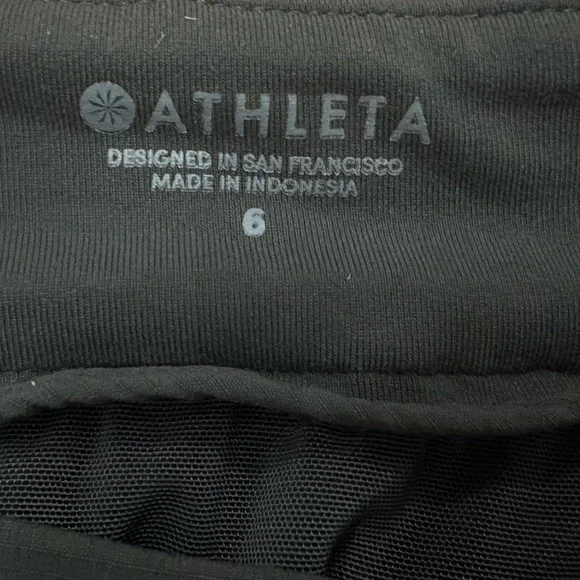 ATHLETA
DESIGNED IN SAN FRANCISCO
MADE IN INDONESIA
6